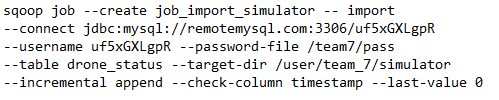 sqoop job --create job_import_simulator -- import
--connect jdbc:mysql://remotemysql.com:3306/uf5xGXLgpR
--username uf5xGXLgpR --password-file /team7/pass
--table drone_status --target-dir /user/team_7/simulator
--incremental append --check-column timestamp --last-value 0